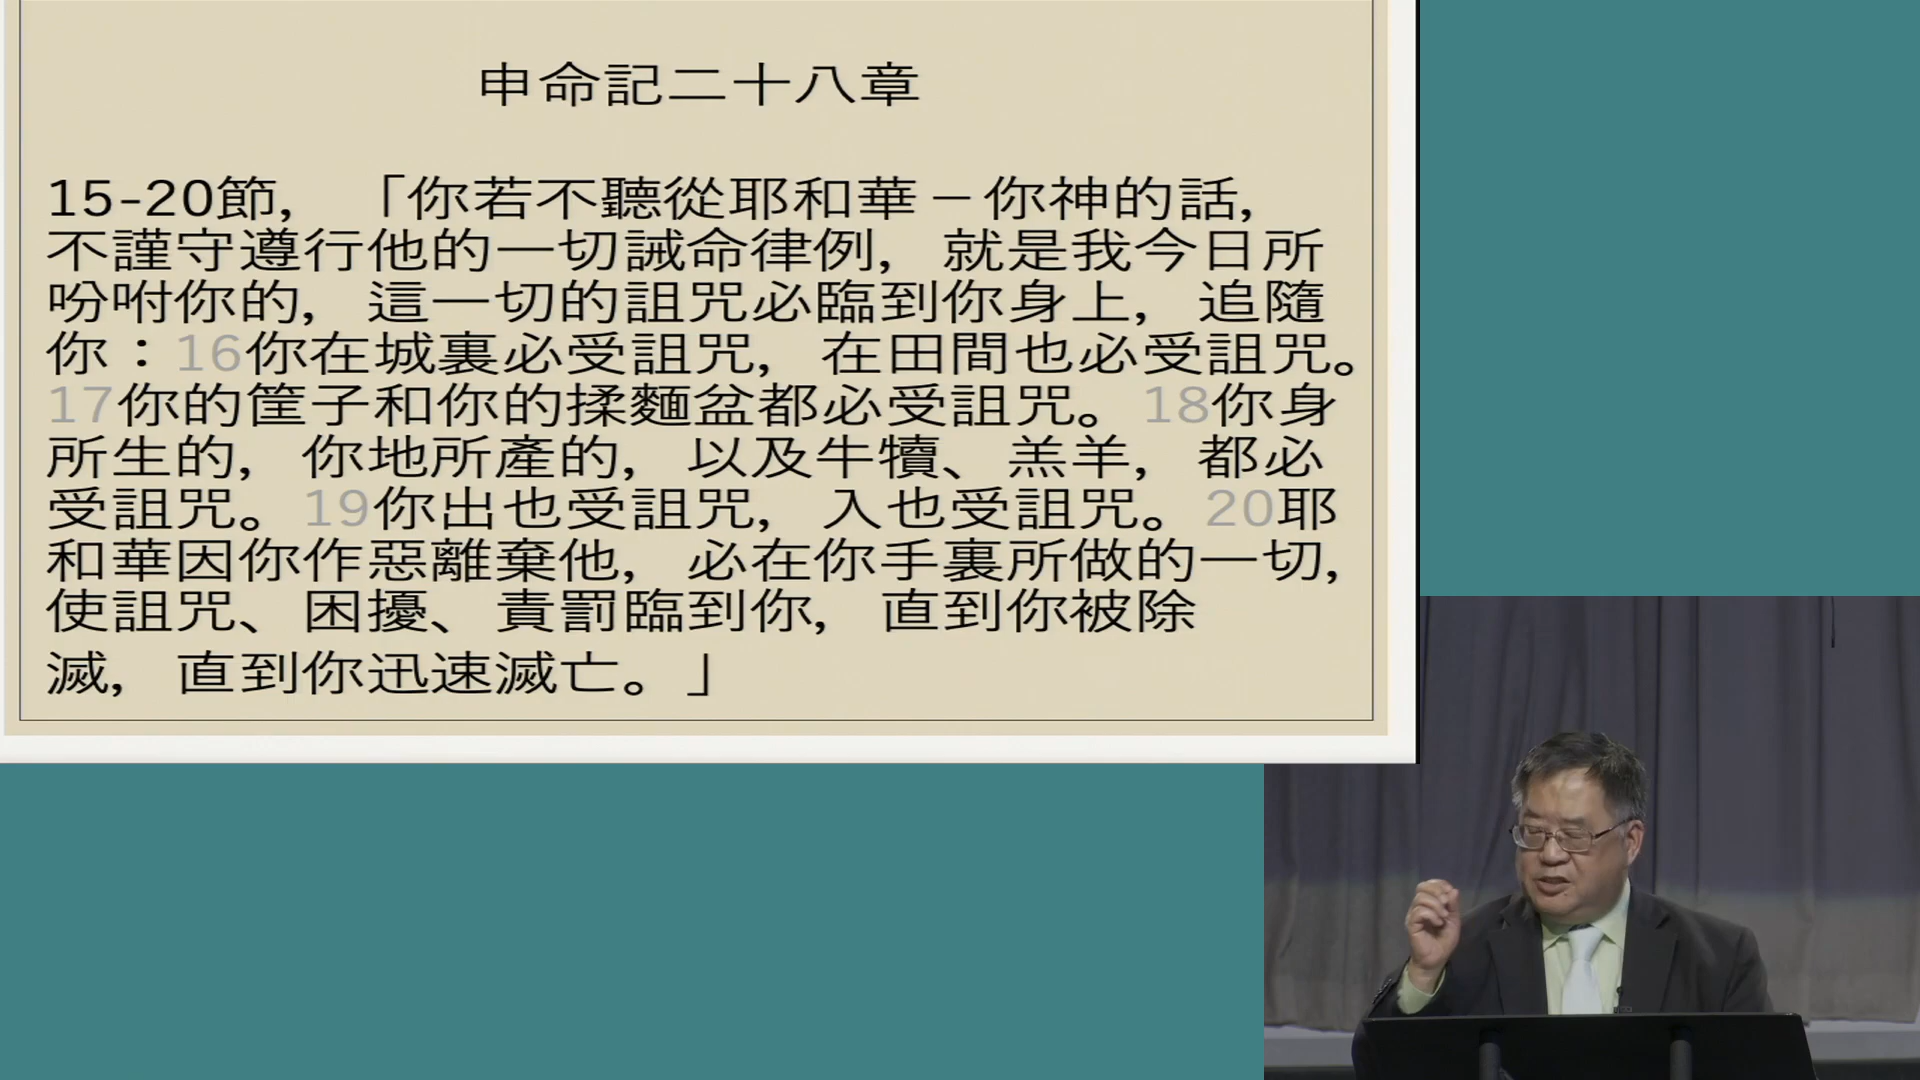 申命記二十八章
15-20節，「你若不聽從耶和華－你神的話，
不謹守遵行他的一切誡命律例，就是我今日所
吩咐你的，這一切的詛咒必臨到你身上，追隨
你：16你在城裏必受詛咒，在田間也必受詛咒。
17你的筐子和你的揉麵盆都必受詛咒。18你身
所生的，你地所產的，以及牛犢、羔羊，都必
受詛咒。19你出也受詛咒，入也受詛咒。20耶
和華因你作惡離棄他，必在你手裏所做的一切，
使詛咒、困擾、責罰臨到你，直到你被除
滅，直到你迅速滅亡。」